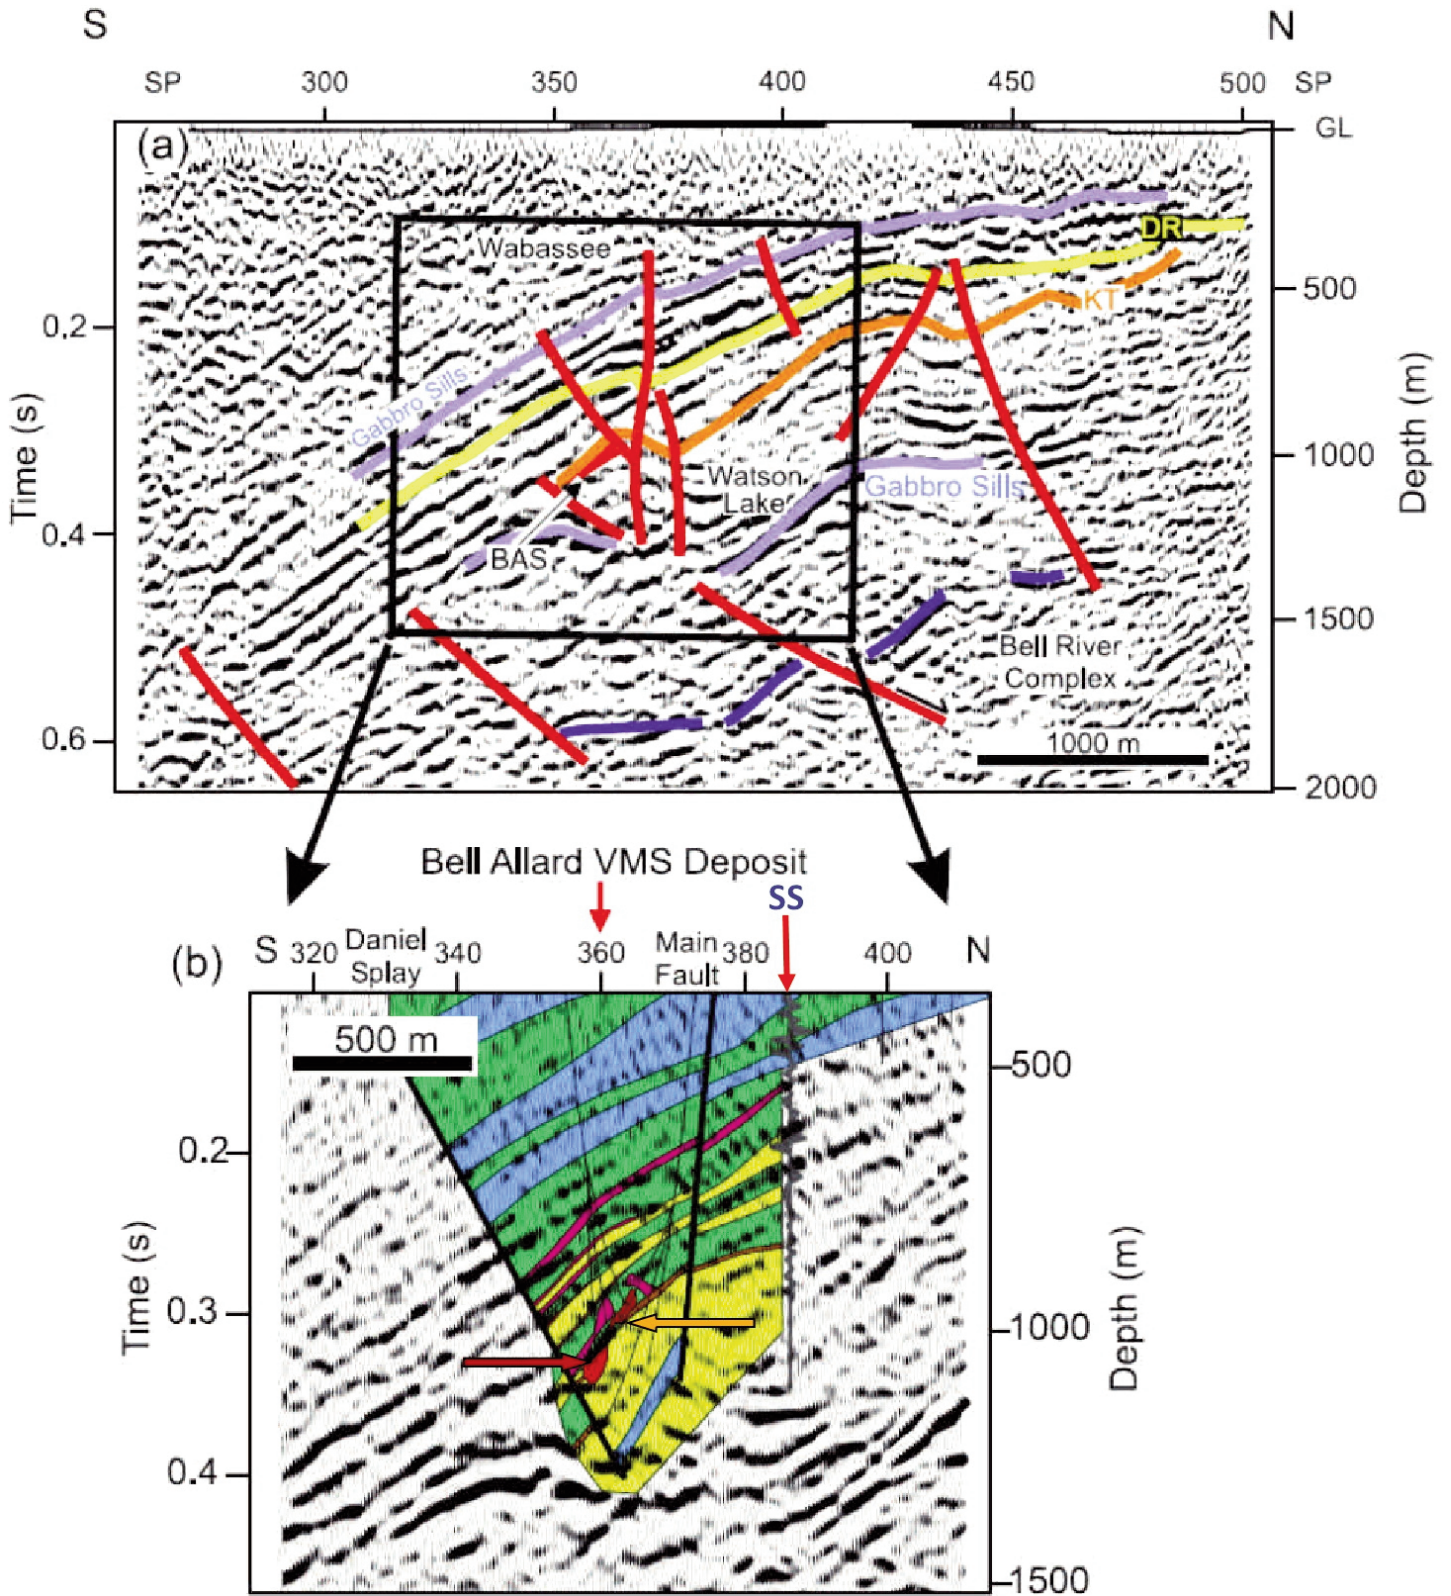 S N
SP 300 350 400 450 500 SP
(a) GL
Wabassee
DR
500
KT
0.2
Gabbro Sills
Time (s)
Depth (m)
1000
Watson
Lake
Gabbro Sills
0.4
BAS
1500
Bell River
Complex
0.6
1000 m
2000
Bell Allard VMS Deposit
SS
(b) S 320 Daniel Splay 340 360 Main Fault 380 400 N
500 m
500
0.2
Time (s)
Depth (m)
0.3
1000
0.4
1500